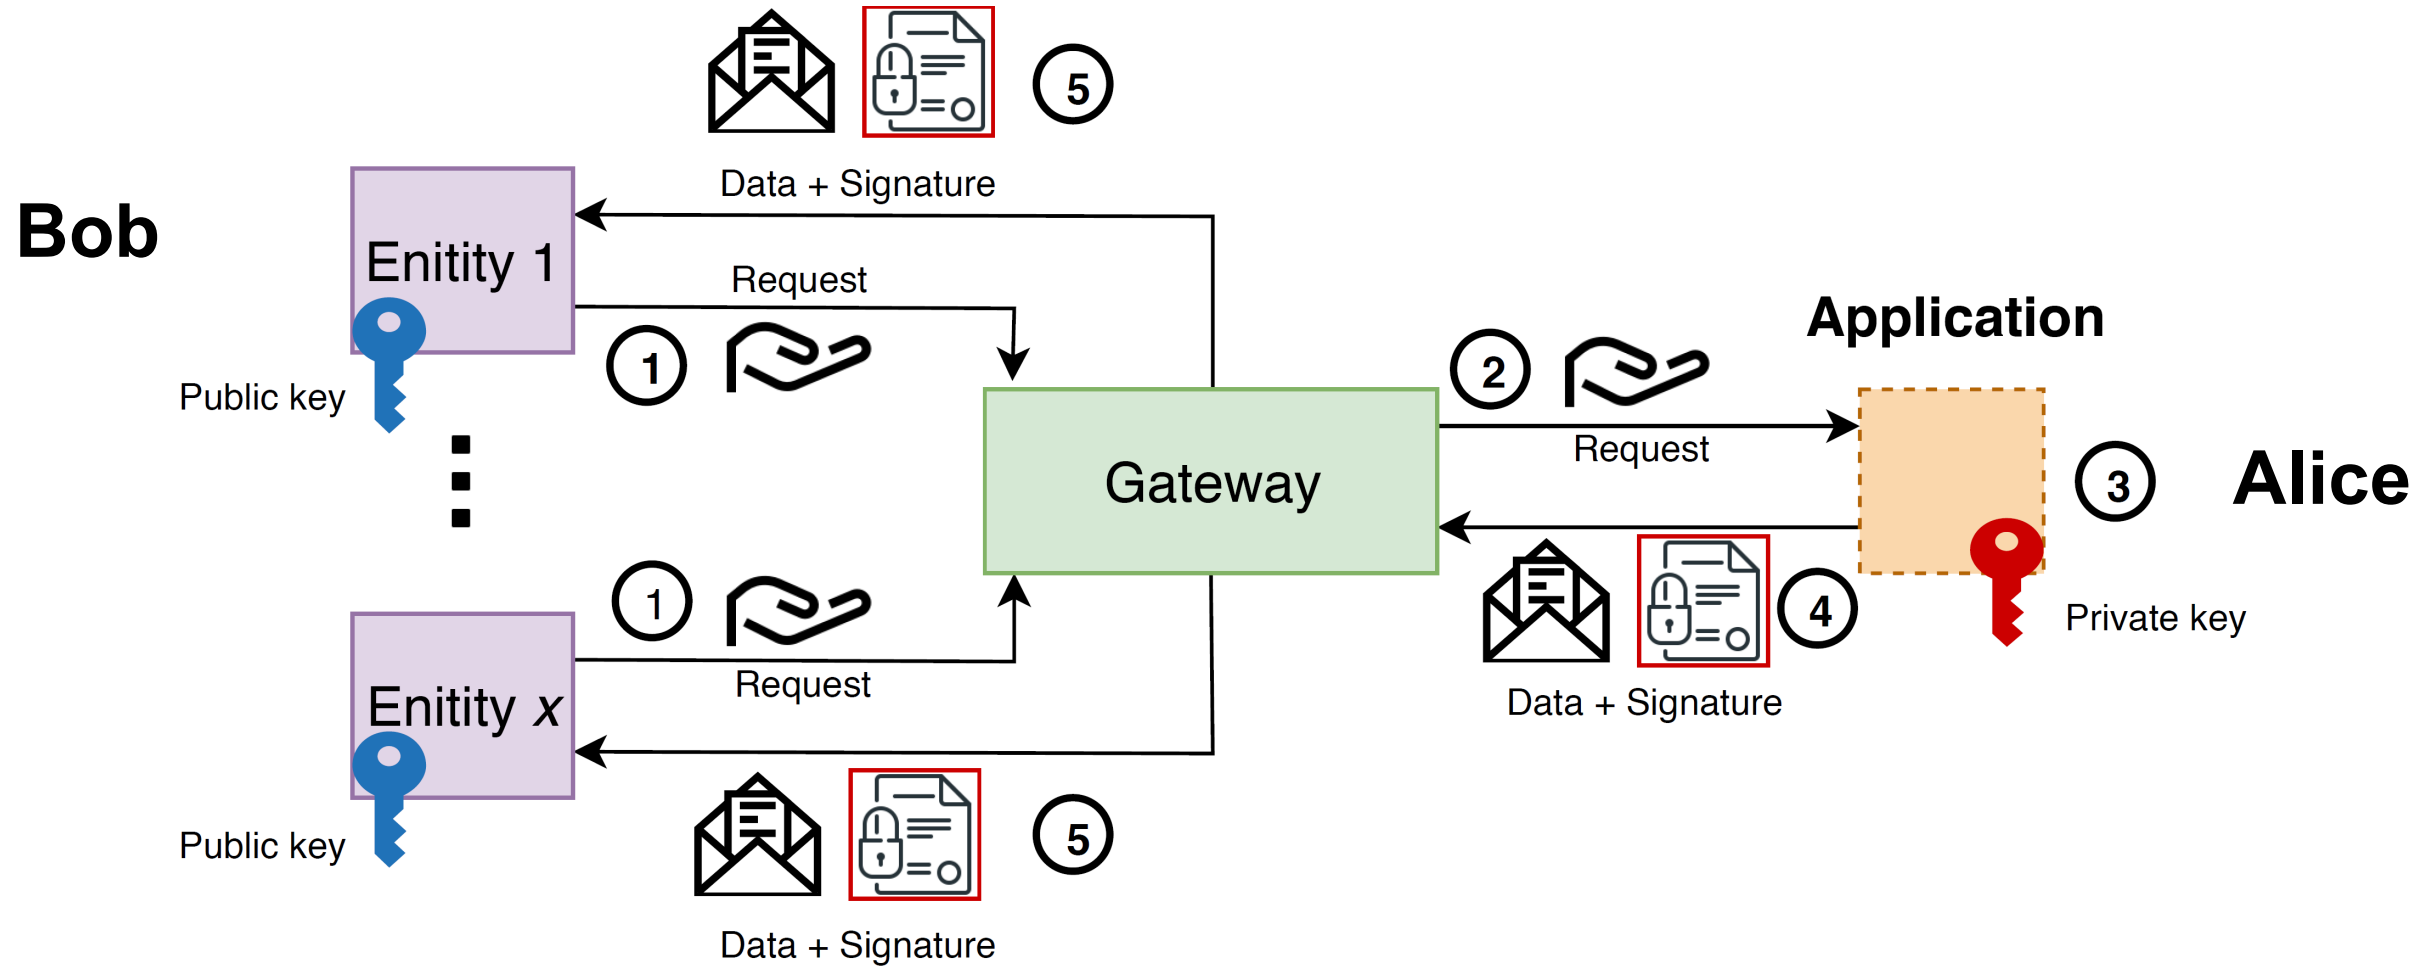 5
Data + Signature
Bob
Enitity 1
Request
1
Public key
2
Request
Application
Gateway
3
Alice
4
Private key
Data + Signature
1
Request
Enitity x
Public key
5
Data + Signature